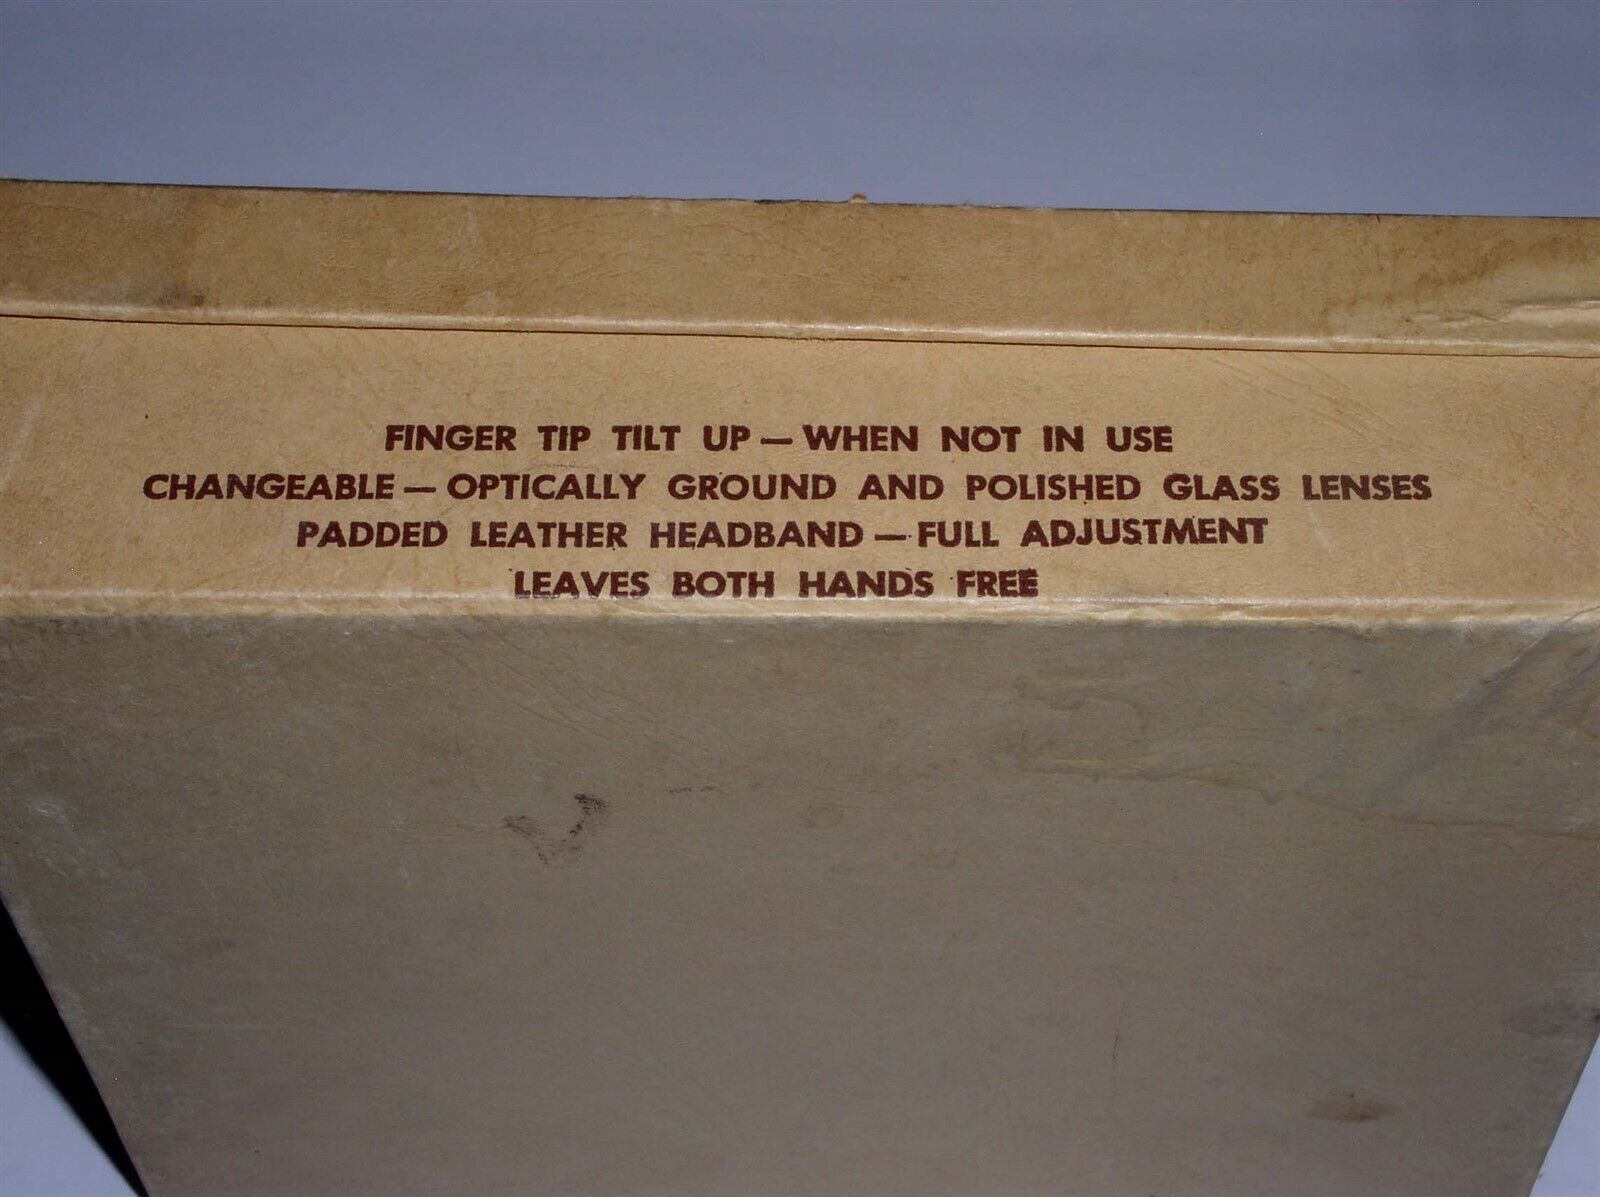 FINGER TIP TILT UP — WHEN NOT IN USE
CHANGEABLE — OPTICALLY GROUND AND POLISHED GLASS LENSES
PADDED LEATHER HEADBAND — FULL ADJUSTMENT
LEAVES BOTH HANDS FREE